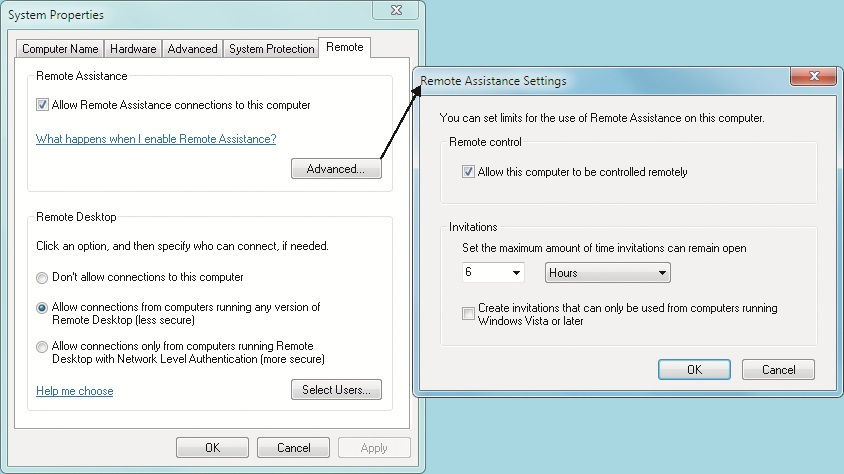 System Properties
Computer Name Hardware Advanced System Protection Remote
Remote Assistance
Allow Remote Assistance connections to this computer
What happens when I enable Remote Assistance?
Advanced...
Remote Desktop
Click an option, and then specify who can connect, if needed.
Don't allow connections to this computer
Allow connections from computers running any version of
Remote Desktop (less secure)
Allow connections only from computers running Remote
Desktop with Network Level Authentication (more secure)
Help me choose
Select Users...
OK Cancel Apply
Remote Assistance Settings
You can set limits for the use of Remote Assistance on this computer.
Remote control
Allow this computer to be controlled remotely
Invitations
Set the maximum amount of time invitations can remain open
6 Hours
Create invitations that can only be used from computers running
Windows Vista or later
OK Cancel